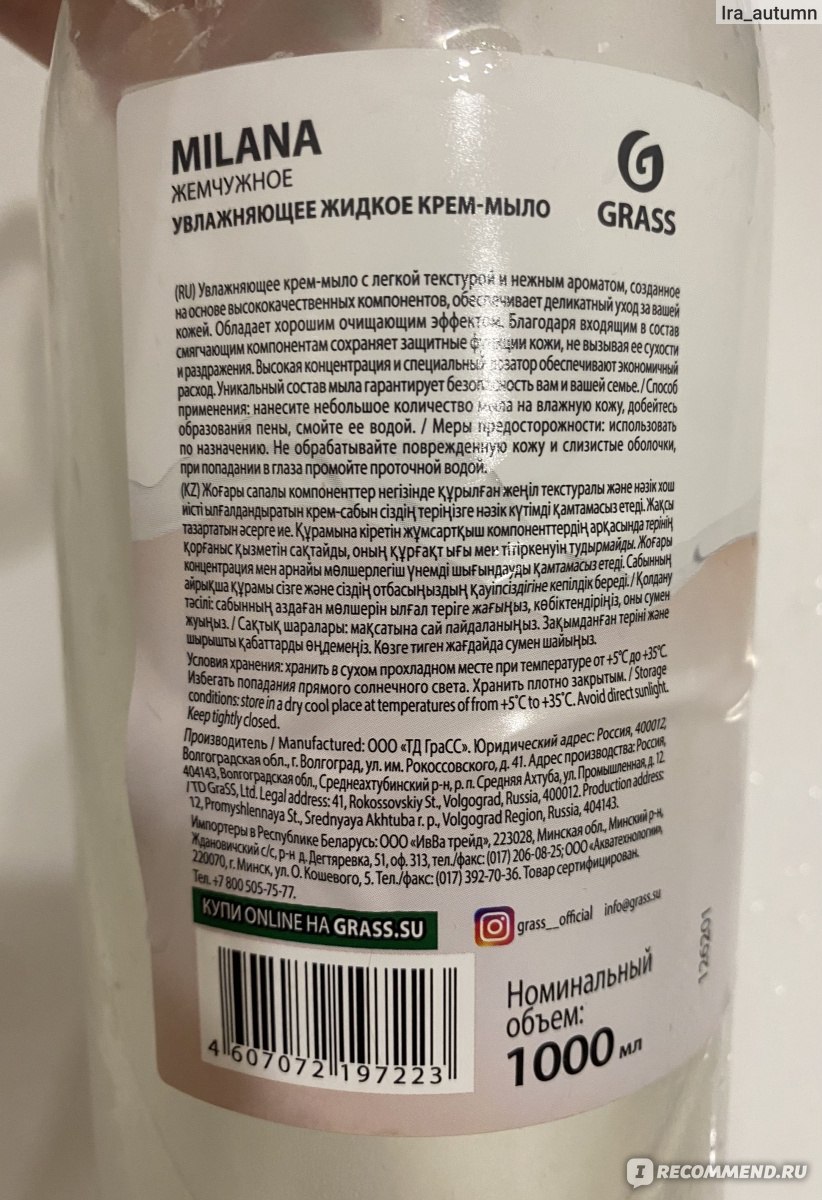 Ira_autumn
MILANA
ЖЕМЧУЖНОЕ
УВЛАЖНЯЮЩЕЕ ЖИДКОЕ КРЕМ-МЫЛО
G
GRASS
(RU) Увлажняющее крем-мыло с легкой текстурой и нежным ароматом, созданное
на основе высококачественных компонентов, обеспечивает деликатный уход за вашей
кожей. Обладает хорошим очищающим эффектом. Благодаря входящим в состав
смягчающим компонентам сохраняет защитные функции кожи, не вызывая ее сухости
и раздражения. Высокая концентрация и специальный дозатор обеспечивают экономичный
расход. Уникальный состав мыла гарантирует безопасность вам и вашей семье. / Способ
применения: нанесите небольшое количество мыла на влажную кожу, добейтесь
образования пены, смойте ее водой. / Меры предосторожности: использовать
по назначению. Не обрабатывайте поврежденную кожу и слизистые оболочки,
при попадании в глаза промойте проточной водой.
(KZ) Жоғары сапалы компоненттер негізінде құрылған жеңіл текстуралы және нәзік хош
иісті ылғалдандыратын крем-сабын сіздің теріңізге нәзік күтімді қамтамасыз етеді. Жақсы
тазартатын әсерге ие. Құрамына кіретін жұмсартқыш компоненттердің арқасында терінің
қорғаныс қызметін сақтайды, оның құрғақт ығы мен тітіркенуін тудырмайды. Жоғары
концентрация мен арнайы мөлшерлегіш үнемді шығындауды қамтамасыз етеді. Сабынның
айрықша құрамы сізге және сіздің отбасыңыздың қауіпсіздігіне кепілдік береді. / Қолдану
тәсілі: сабынның аздаған мөлшерін ылғал теріге жағыңыз, көбіктендіріңіз, оны сумен
жуыңыз. / Сақтық шаралары: мақсатына сай пайдаланыңыз. Зақымданған теріні және
шырышты қабаттарды өңдемеңіз. Көзге тиген жағдайда сумен шайыңыз.
Условия хранения: хранить в сухом прохладном месте при температуре от +5°С до +35°С.
Избегать попадания прямого солнечного света. Хранить плотно закрытым. / Storage
conditions: store in a dry cool place at temperatures of from +5°C to +35°C. Avoid direct sunlight.
Keep tightly closed.
Производитель / Manufactured: ООО «ТД ГраСС». Юридический адрес: Россия, 400012,
Волгоградская обл., г. Волгоград, ул. им. Рокоссовского, д. 41. Адрес производства: Россия,
404143, Волгоградская обл., Среднеахтубинский р-н, р.п. Средняя Ахтуба, ул. Промышленная, д. 12.
/ TD GraSS, Ltd. Legal address: 41, Rokossovskiy St., Volgograd, Russia, 400012. Production address:
12, Promyshlennaya St., Srednyaya Akhtuba r. p., Volgograd Region, Russia, 404143.
Импортеры в Республике Беларусь: ООО «ИвВа трейд», 223028, Минская обл., Минский р-н,
Ждановичский с/с, р-н д. Дегтяревка, 51, оф. 313, тел./факс: (017) 206-08-25; ООО «Акватехнологии»,
220070, г. Минск, ул. О. Кошевого, 5. Тел./факс: (017) 392-70-36. Товар сертифицирован.
Тел. +7 800 505-75-77.
КУПИ ONLINE НА GRASS.SU
grass__official info@grass.su
126201
Номинальный
объем:
1000 мл
4 607072 197223
IRECOMMEND.RU